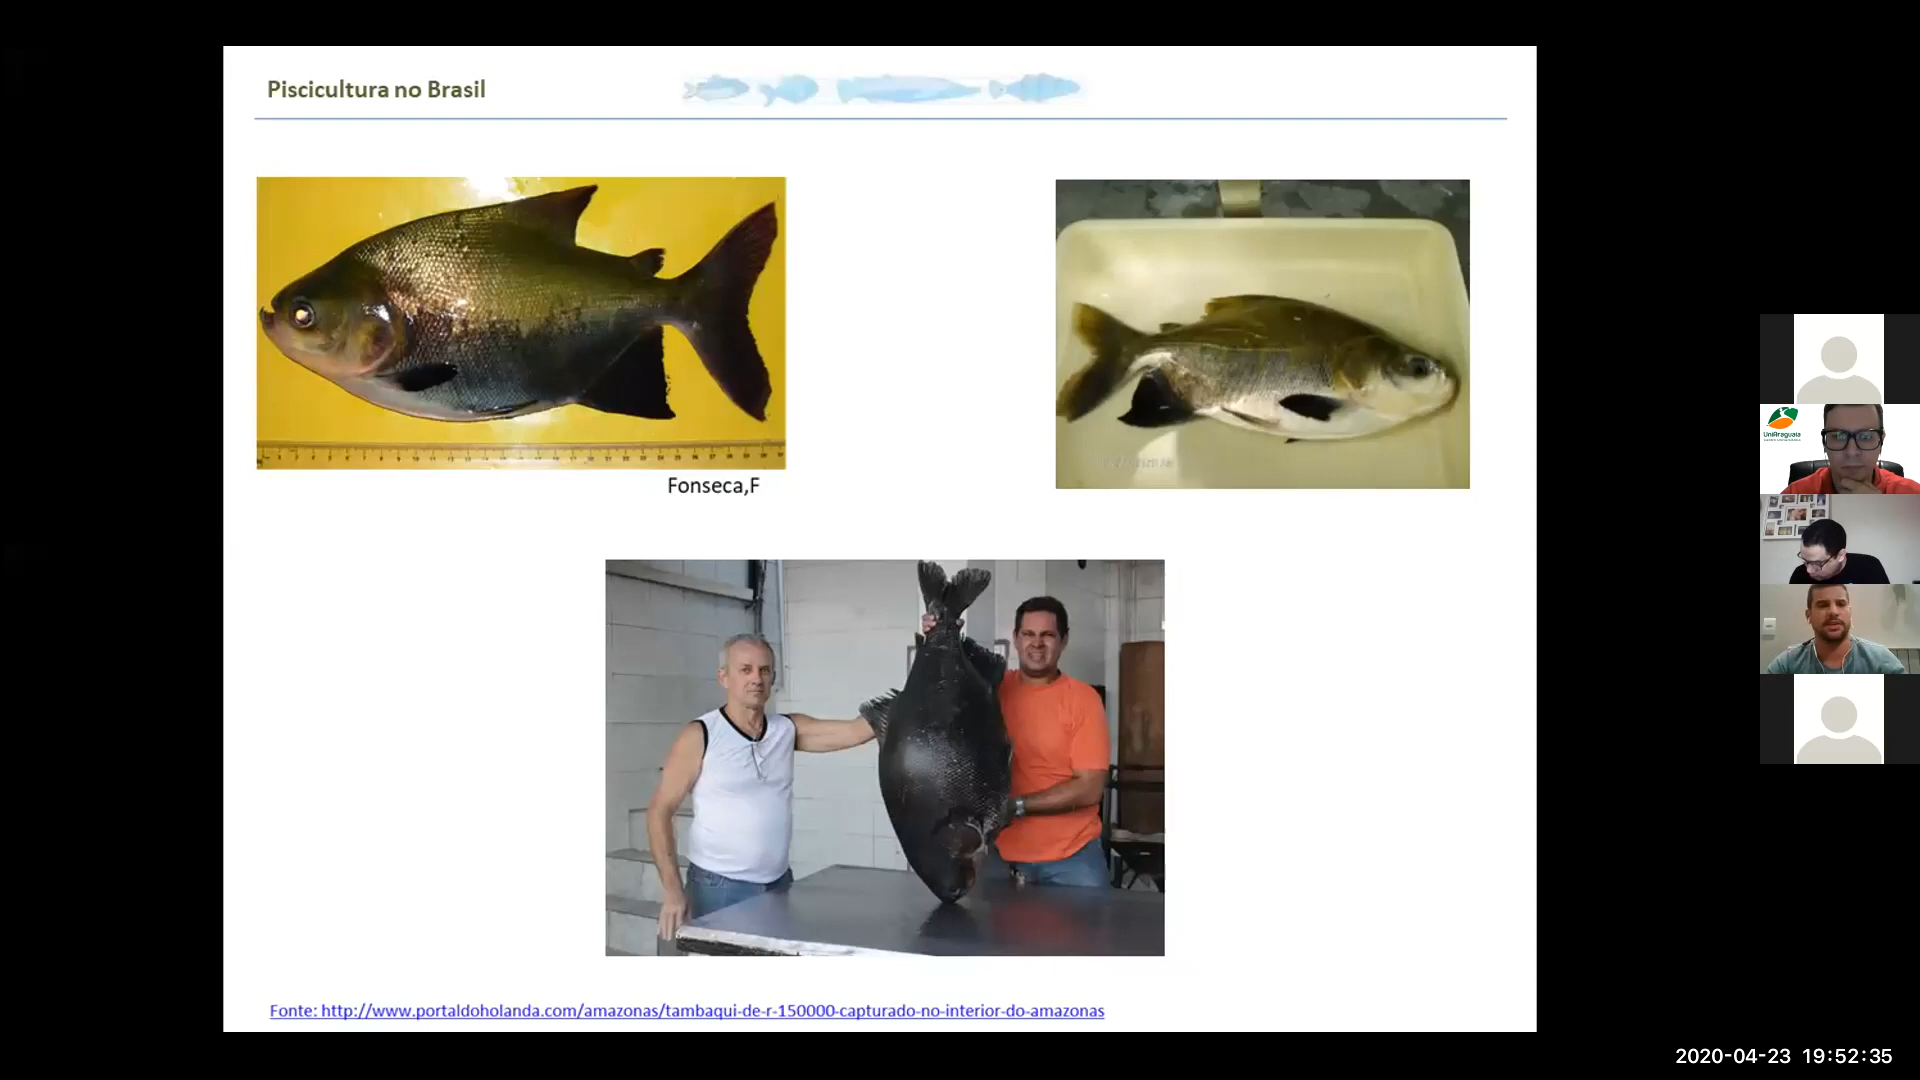 Piscicultura no Brasil
Fonseca,F
Fonte: http://www.portaldoholanda.com/amazonas/tambaqui-de-r-150000-capturado-no-interior-do-amazonas
UniAraguaia
2020-04-23 19:52:35